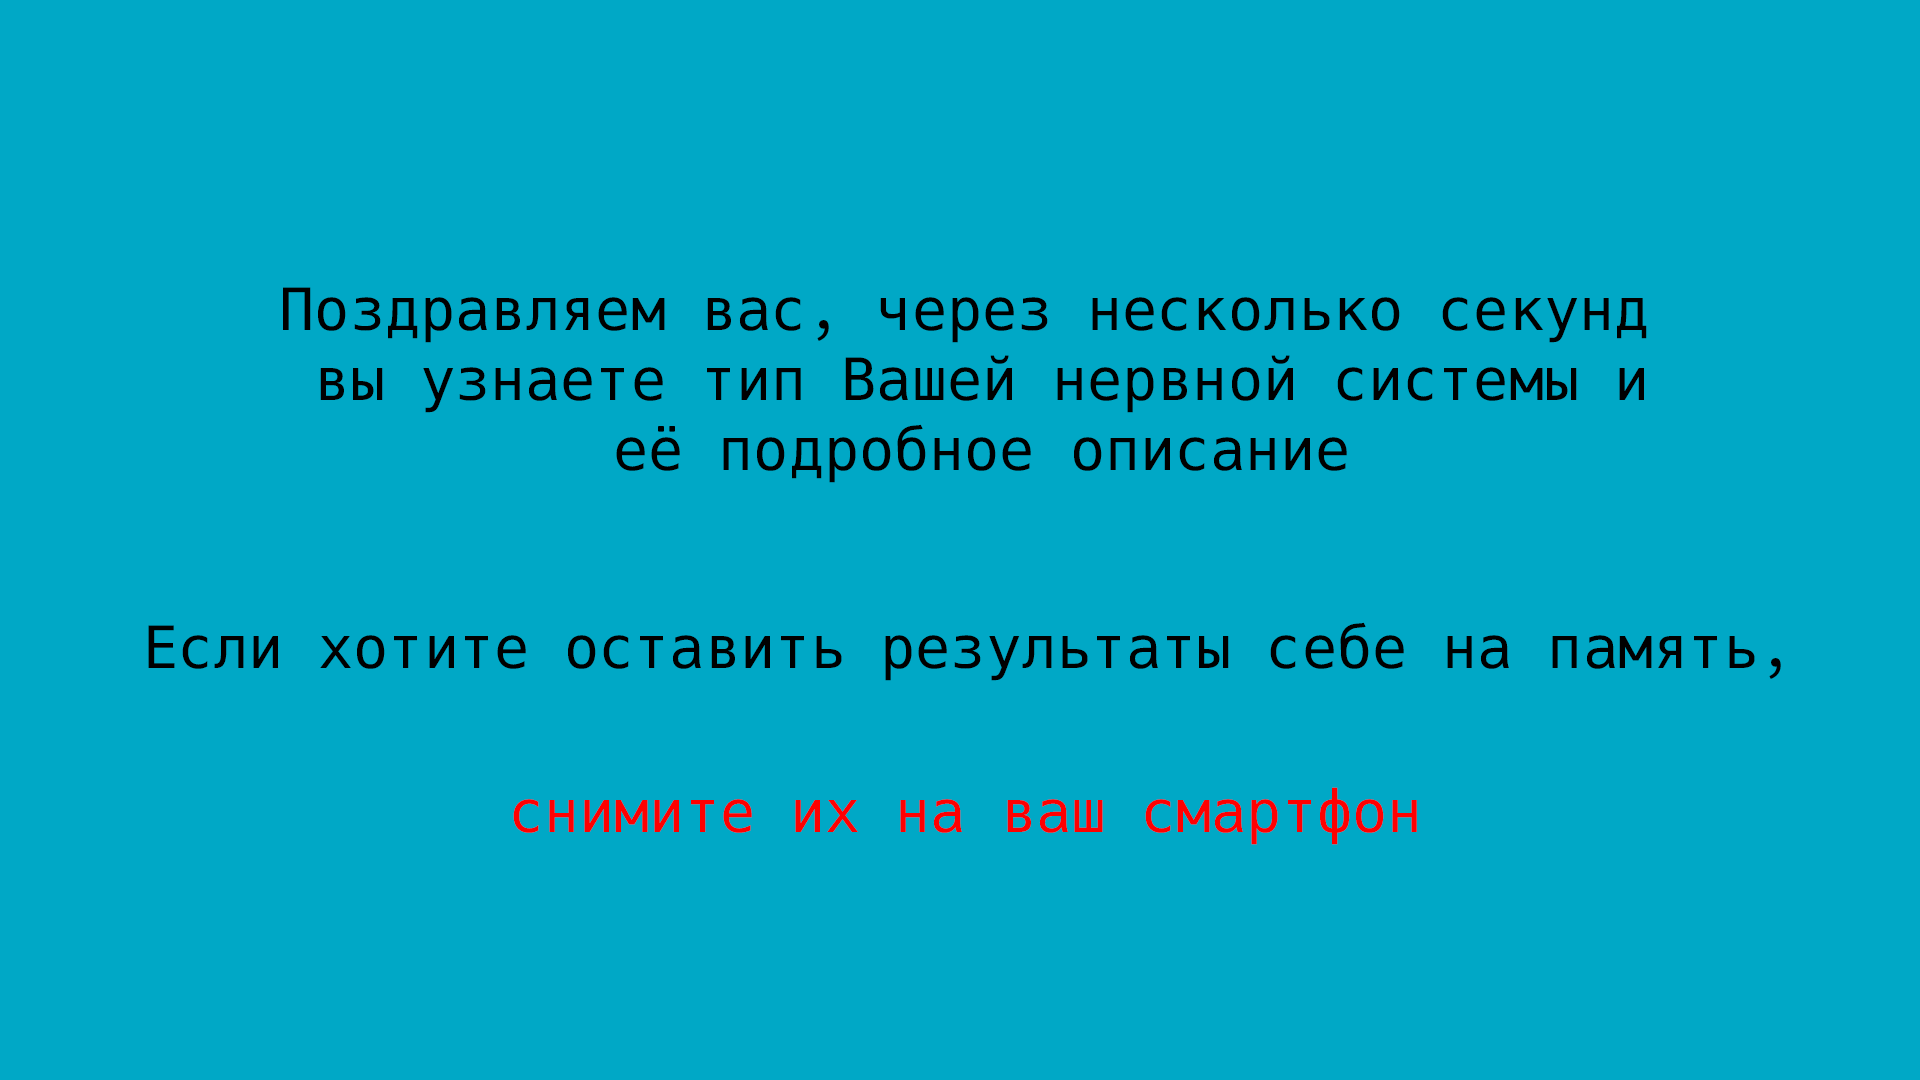 Поздравляем вас, через несколько секунд
вы узнаете тип Вашей нервной системы и
её подробное описание
Если хотите оставить результаты себе на память,
снимите их на ваш смартфон